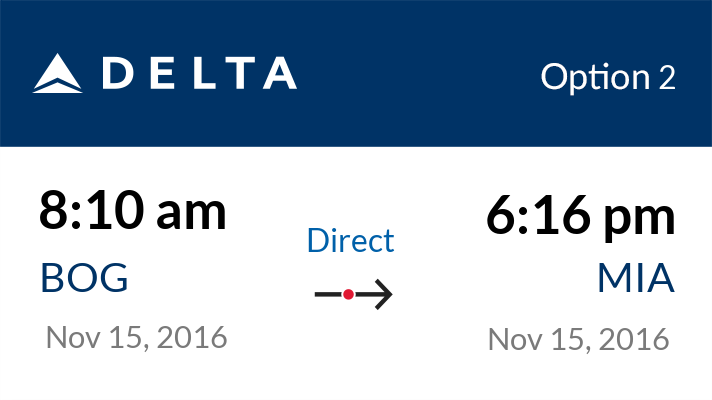 DELTA
Option 2
8:10 am
6:16 pm
Direct
BOG
MIA
Nov 15, 2016
Nov 15, 2016